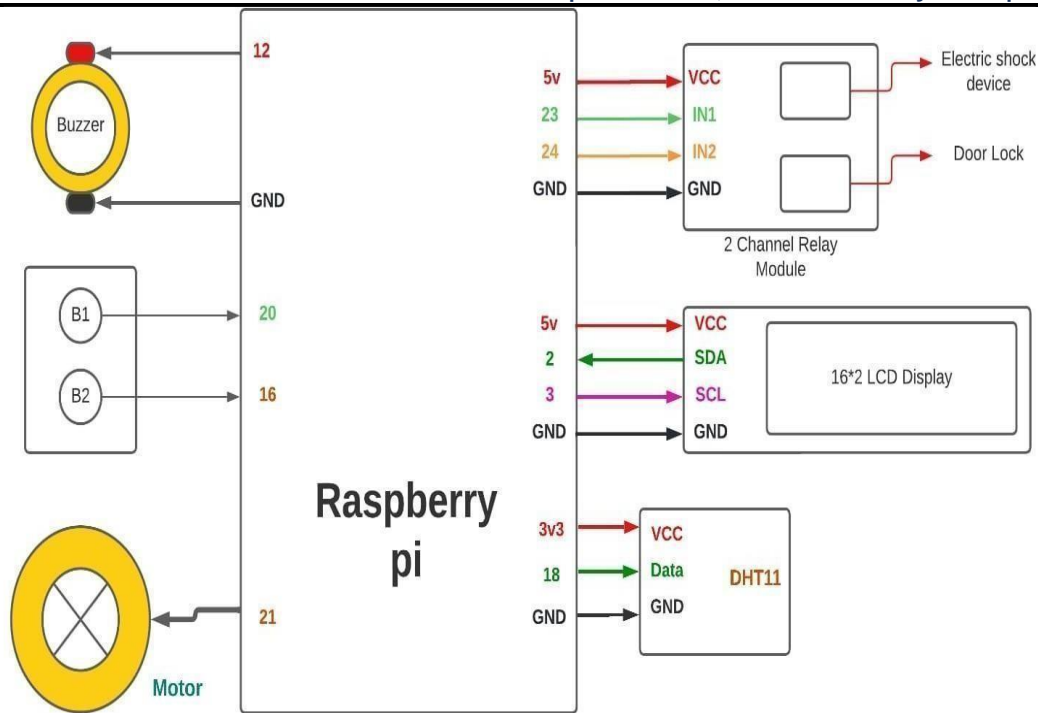 12
Buzzer
GND
B1
20
B2
16
Raspberry
pi
21
Motor
5v
VCC
23
IN1
24
IN2
GND
GND
Electric shock
device
Door Lock
2 Channel Relay
Module
5v
VCC
2
SDA
3
SCL
GND
GND
16*2 LCD Display
3v3
VCC
18
Data
GND
GND
DHT11